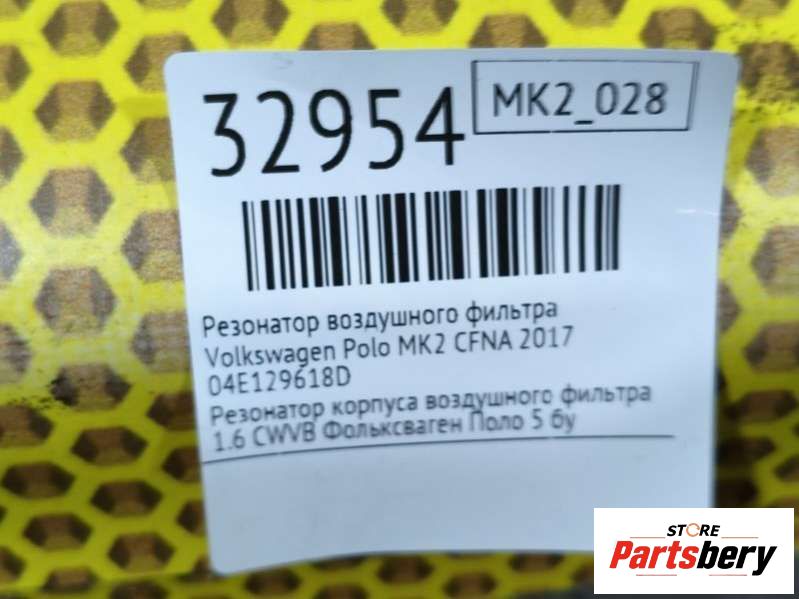 32954
MK2_028
Резонатор воздушного фильтра
Volkswagen Polo MK2 CFNA 2017
04E129618D
Резонатор корпуса воздушного фильтра
1.6 CWVB Фольксваген Поло 5 бу
STORE
Partsbery